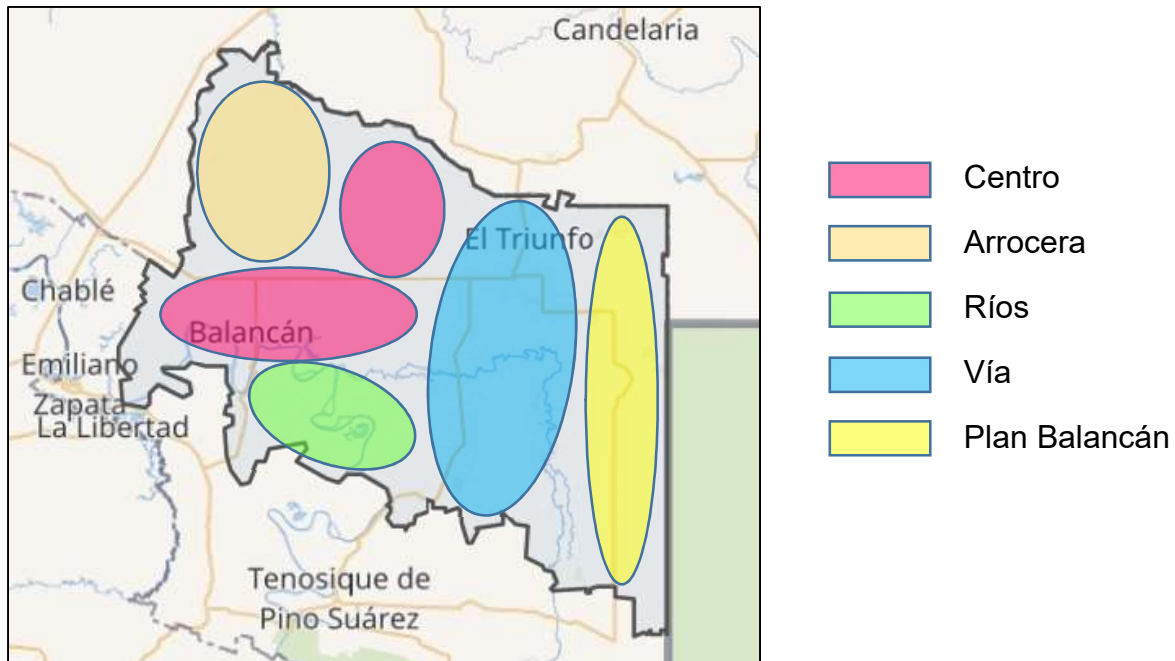 Candelaria
El Triunfo
Chablé
Balancán
Emiliano
Zapata
La Libertad
Tenosique de
Pino Suárez
Centro
Arrocera
Ríos
Vía
Plan Balancán